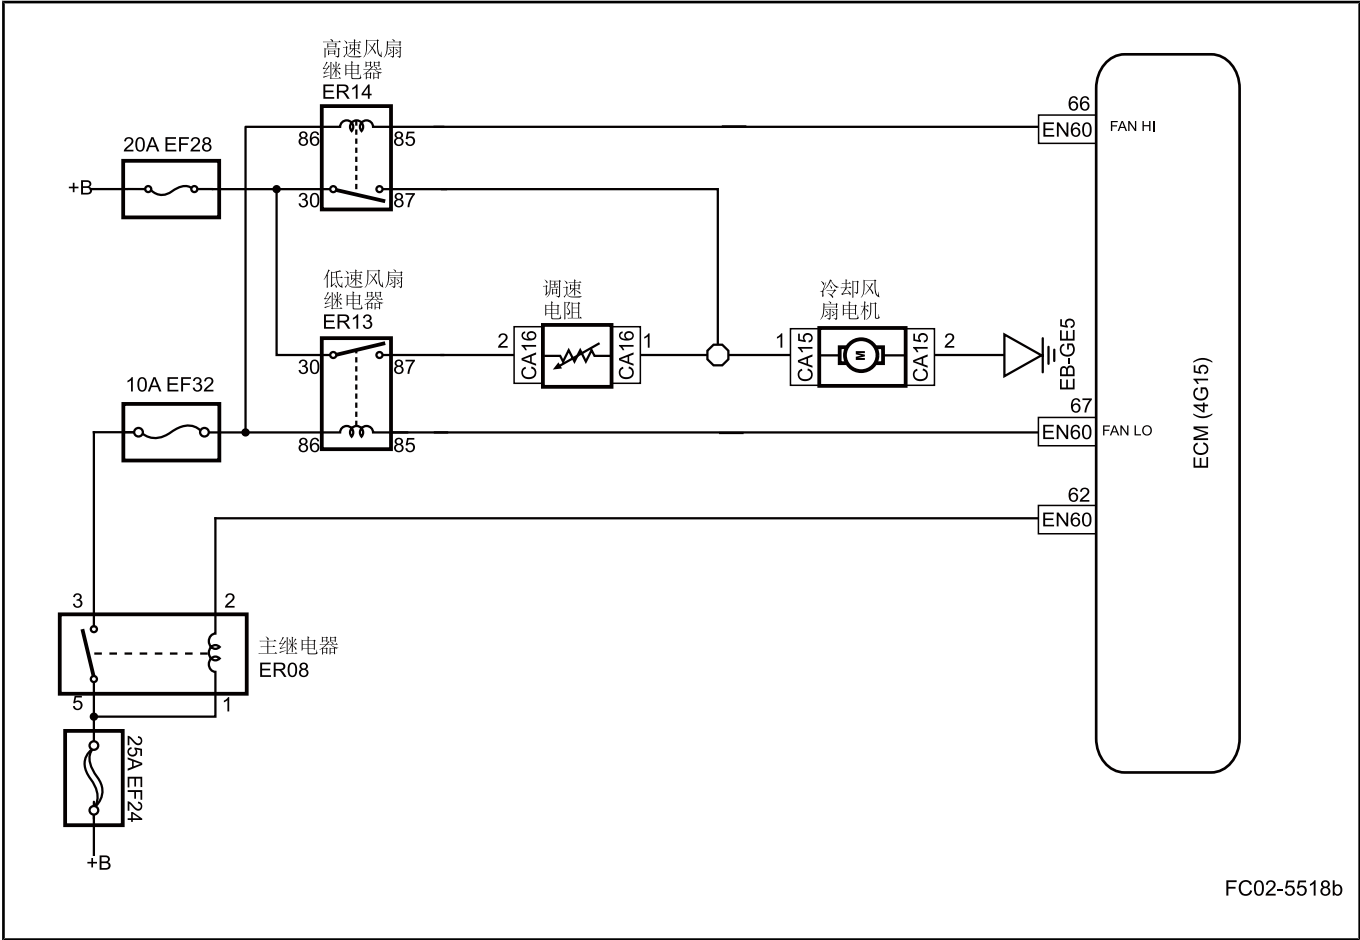 高速风扇
继电器
ER14
66
86
85
EN60
FAN HI
20A EF28
+B
30
87
低速风扇
继电器
ER13
调速
电阻
冷却风
扇电机
2
CA16
CA16
1
1
CA15
M
CA15
2
EB-GE5
30
87
10A EF32
67
86
85
EN60
FAN LO
ECM (4G15)
62
EN60
3
2
主继电器
ER08
5
1
25A EF24
+B
FC02-5518b